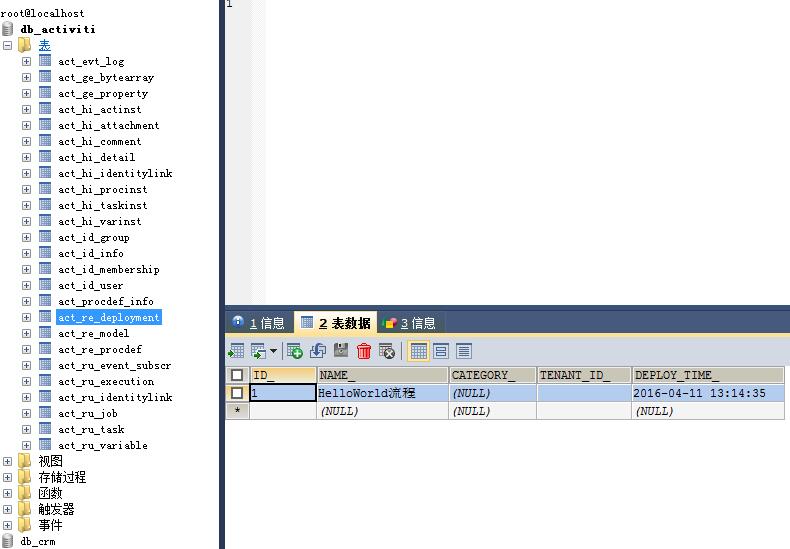 root@localhost
db_activiti
表
act_evt_log
act_ge_bytearray
act_ge_property
act_hi_actinst
act_hi_attachment
act_hi_comment
act_hi_detail
act_hi_identitylink
act_hi_procinst
act_hi_taskinst
act_hi_varinst
act_id_group
act_id_info
act_id_membership
act_id_user
act_procdef_info
act_re_deployment
act_re_model
act_re_procdef
act_ru_event_subscr
act_ru_execution
act_ru_identitylink
act_ru_job
act_ru_task
act_ru_variable
视图
存储过程
函数
触发器
事件
db_crm
1
1 信息 2 表数据 3 信息
ID_ NAME_ CATEGORY_ TENANT_ID_ DEPLOY_TIME_
1 HelloWorld流程 (NULL) 2016-04-11 13:14:35
* (NULL) (NULL) (NULL)